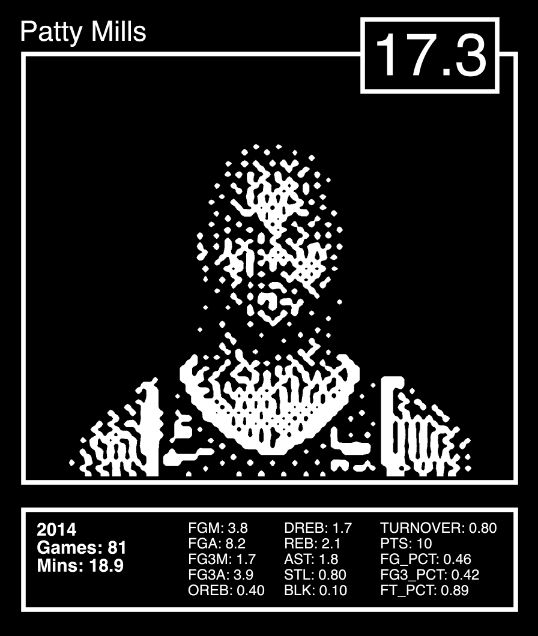 Patty Mills
17.3
2014
Games: 81
Mins: 18.9
FGM: 3.8
FGA: 8.2
FG3M: 1.7
FG3A: 3.9
OREB: 0.40
DREB: 1.7
REB: 2.1
AST: 1.8
STL: 0.80
BLK: 0.10
TURNOVER: 0.80
PTS: 10
FG_PCT: 0.46
FG3_PCT: 0.42
FT_PCT: 0.89